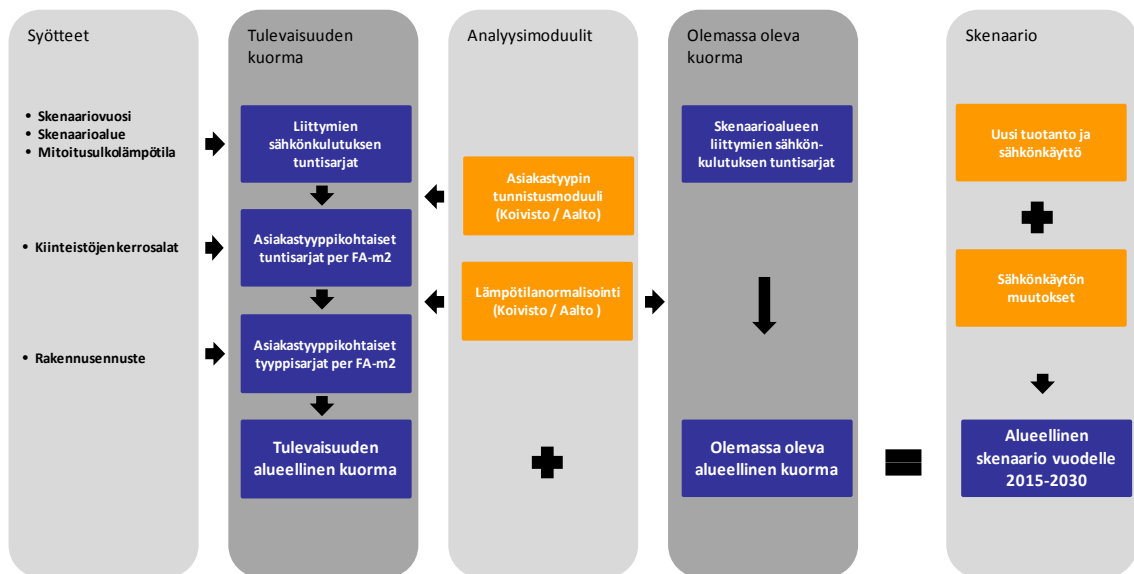 Syötteet
• Skenaariovuosi
• Skenaarioalue
• Mitoitusulkolämpötila
• Kiinteistöjen kerrosalat
• Rakennusennuste
Tulevaisuuden
kuorma
Liittymien
sähkönkulutuksen
tuntisarjat
Asiakastyyppikohtaiset
tuntisarjat per FA-m2
Asiakastyyppikohtaiset
tyyppisarjat per FA-m2
Tulevaisuuden
alueellinen kuorma
Analyysimoduulit
Asiakastyypin
tunnistusmoduuli
(Koivisto / Aalto)
Lämpötilanormalisointi
(Koivisto / Aalto )
Olemassa oleva
kuorma
Skenaarioalueen
liittymien sähkön-
kulutuksen tuntisarjat
Olemassa oleva
alueellinen kuorma
Skenaario
Uusi tuotanto ja
sähkönkäyttö
Sähkönkäytön
muutokset
Alueellinen
skenaario vuodelle
2015-2030